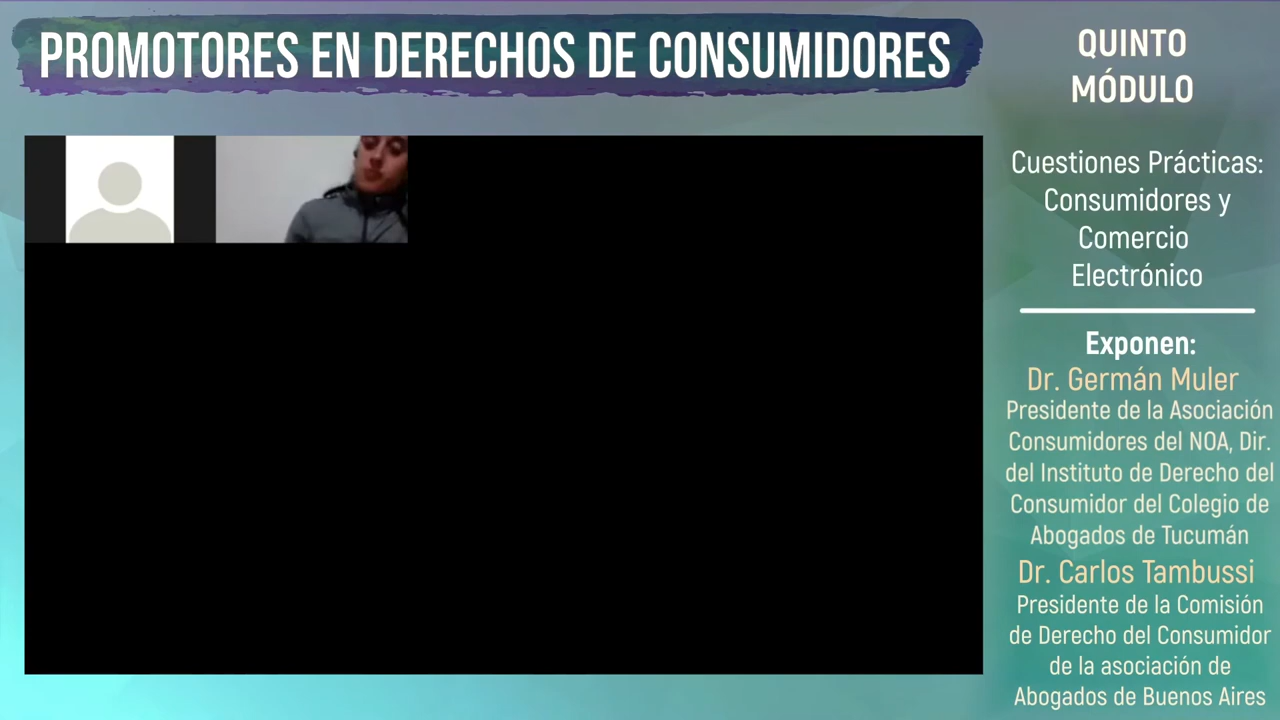 PROMOTORES EN DERECHOS DE CONSUMIDORES
QUINTO
MÓDULO
Cuestiones Prácticas:
Consumidores y
Comercio
Electrónico
Exponen:
Dr. Germán Muler
Presidente de la Asociación
Consumidores del NOA, Dir.
del Instituto de Derecho del
Consumidor del Colegio de
Abogados de Tucumán
Dr. Carlos Tambussi
Presidente de la Comisión
de Derecho del Consumidor
de la asociación de
Abogados de Buenos Aires